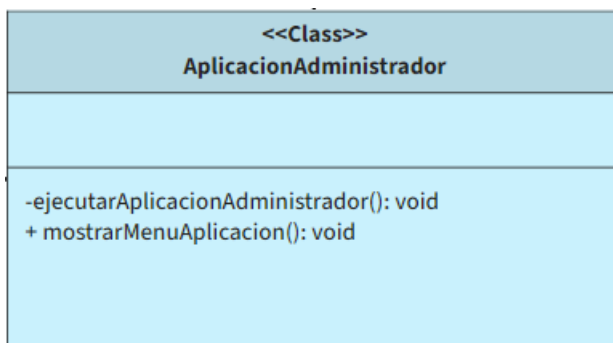 <<Class>>
AplicacionAdministrador
-ejecutarAplicacionAdministrador(): void
+ mostrarMenuAplicacion(): void